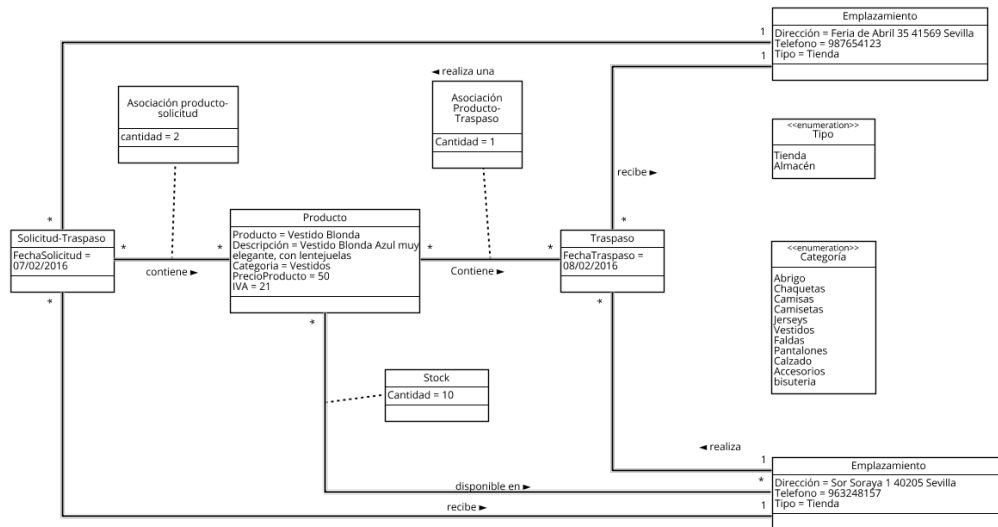 Emplazamiento
Dirección = Feria de Abril 35 41569 Sevilla
Telefono = 987654123
Tipo = Tienda
1
1
◄ realiza una
Asociación producto-
solicitud
cantidad = 2
Asociación
Producto-
Traspaso
Cantidad = 1
<<enumeration>>
Tipo
Tienda
Almacén
recibe ►
*
*
Solicitud-Traspaso
FechaSolicitud =
07/02/2016
*
contiene ►
*
Producto
Producto = Vestido Blonda
Descripción = Vestido Blonda Azul muy
elegante, con lentejuelas
Categoria = Vestidos
PrecioProducto = 50
IVA = 21
*
Contiene ►
*
Traspaso
FechaTraspaso =
08/02/2016
<<enumeration>>
Categoría
Abrigo
Chaquetas
Camisas
Camisetas
Jerseys
Vestidos
Faldas
Pantalones
Calzado
Accesorios
bisuteria
*
*
*
Stock
Cantidad = 10
◄ realiza
1
disponible en ►
*
recibe ►
1
Emplazamiento
Dirección = Sor Soraya 1 40205 Sevilla
Telefono = 963248157
Tipo = Tienda